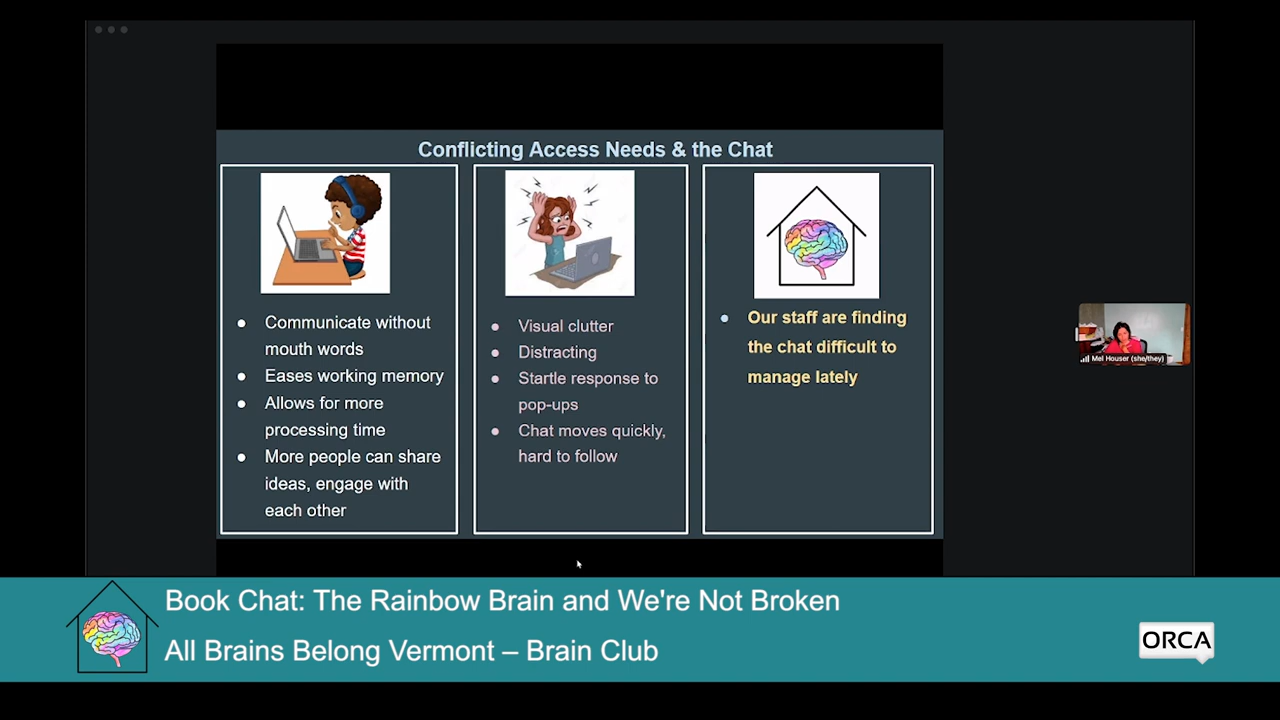 Conflicting Access Needs & the Chat
Communicate without
mouth words
Eases working memory
Allows for more
processing time
More people can share
ideas, engage with
each other
Visual clutter
Distracting
Startle response to
pop-ups
Chat moves quickly,
hard to follow
Our staff are finding
the chat difficult to
manage lately
Mel Houser (she/they)
Book Chat: The Rainbow Brain and We're Not Broken
All Brains Belong Vermont – Brain Club
ORCA